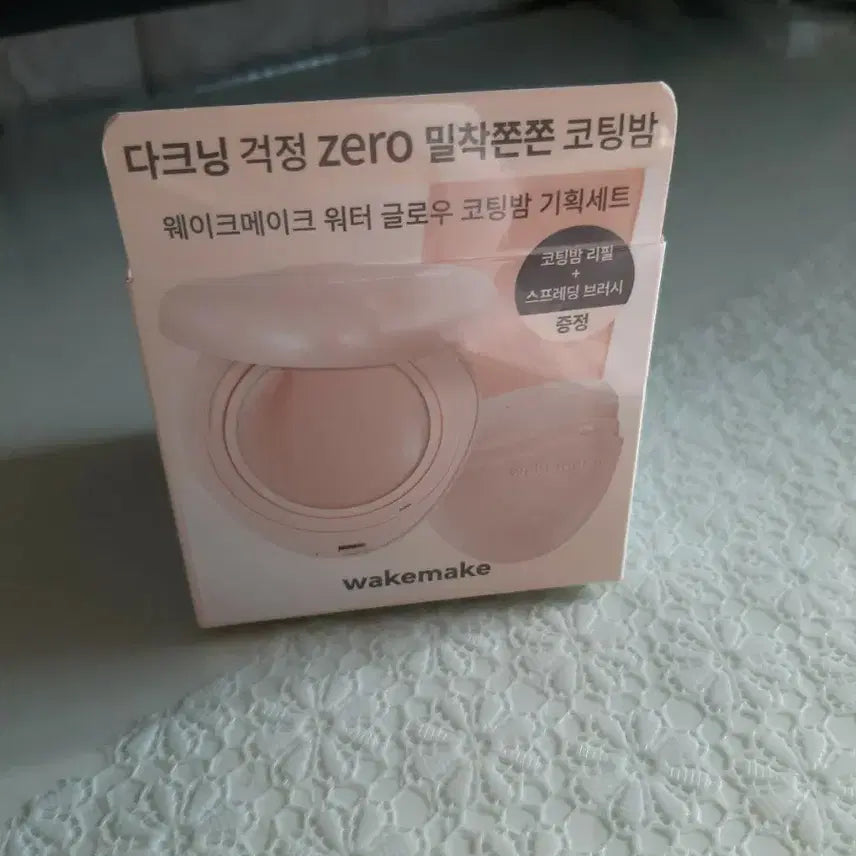 다크닝 걱정 zero 밀착쫀쫀 코팅밤
웨이크메이크 워터 글로우 코팅밤 기획세트
코팅밤 리필
+
스프레딩 브러시
증정
wakemake